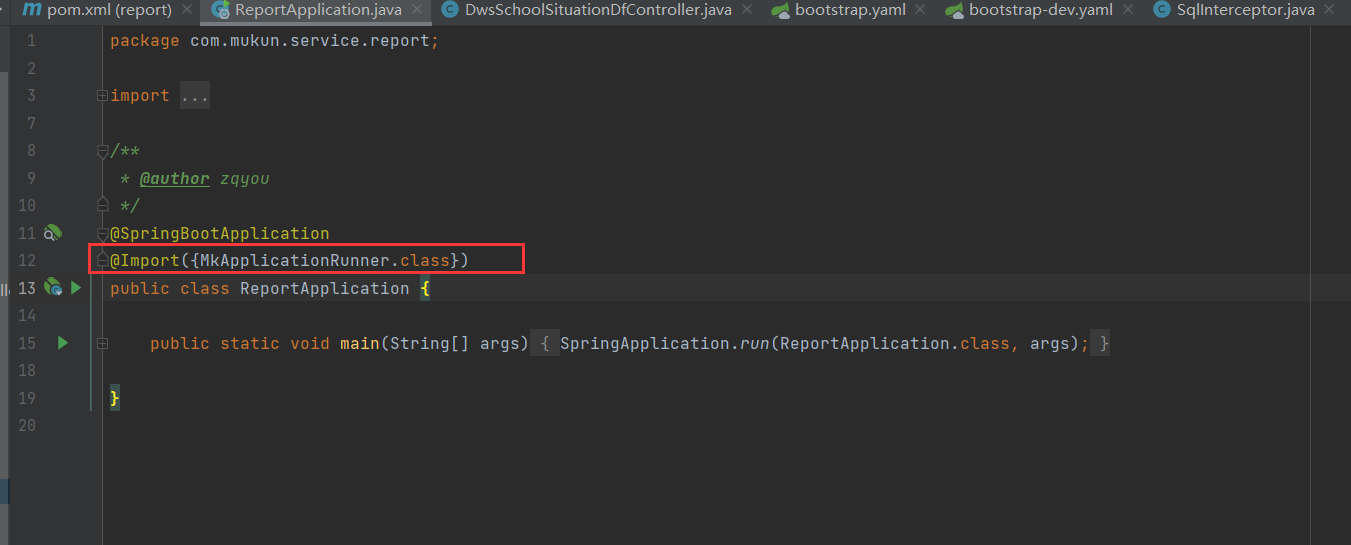 pom.xml (report) ReportApplication.java DwsSchoolSituationDfController.java bootstrap.yaml bootstrap-dev.yaml SqlInterceptor.java
1 package com.mukun.service.report;
2
3 import ...
7
8 /**
9 * @author zqyou
10 */
11 @SpringBootApplication
12 @Import({MkApplicationRunner.class})
13 public class ReportApplication {
14
15 public static void main(String[] args) { SpringApplication.run(ReportApplication.class, args); }
18
19 }
20